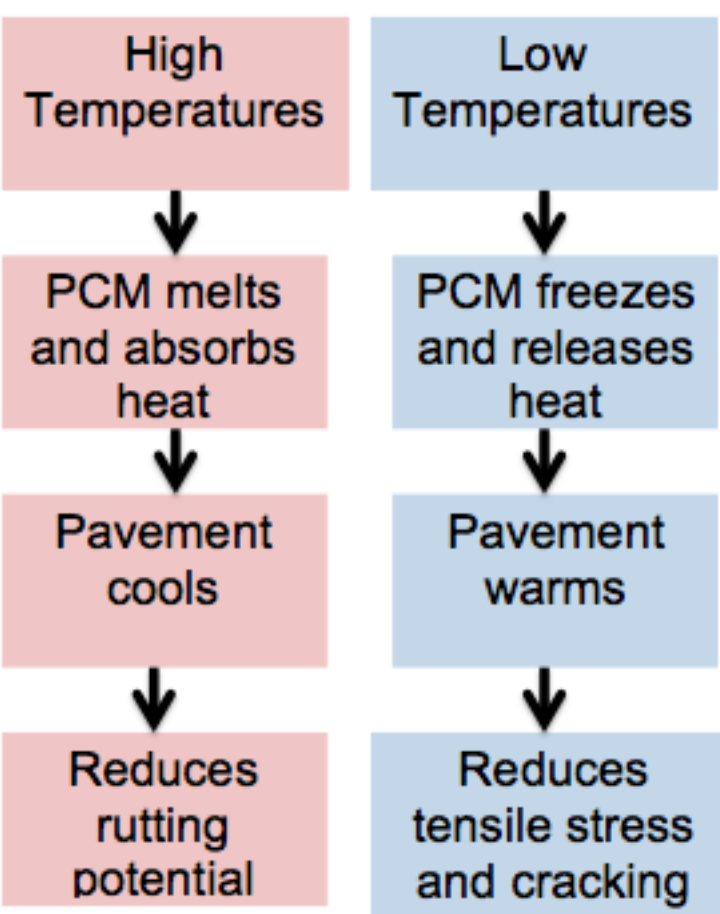 High
Temperatures
PCM melts
and absorbs
heat
Pavement
cools
Reduces
rutting
potential
Low
Temperatures
PCM freezes
and releases
heat
Pavement
warms
Reduces
tensile stress
and cracking